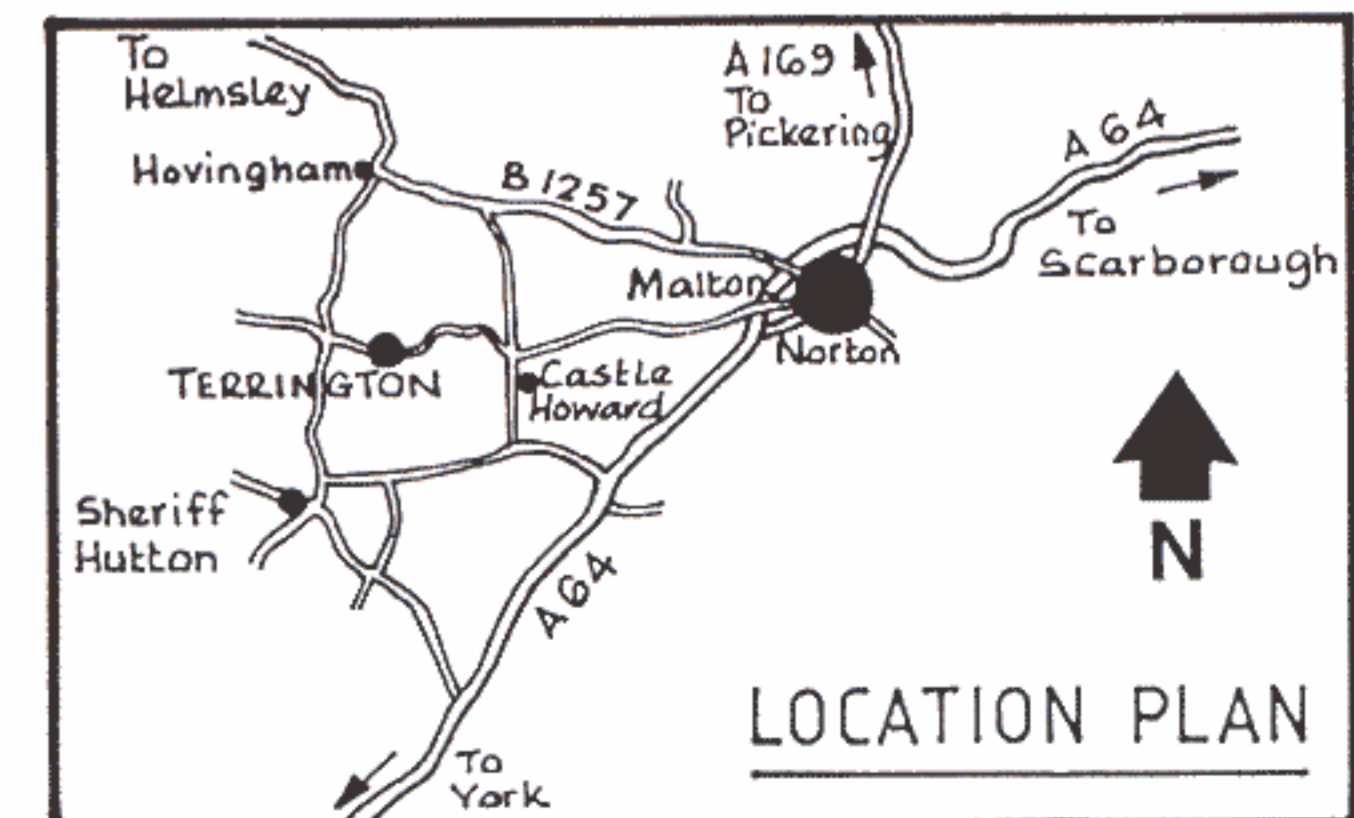 To
Helmsley
A169
To
Pickering
A64
Hovingham
B1257
To
Scarborough
Malton
Norton
TERRINGTON
Castle
Howard
Sheriff
Hutton
A64
N
LOCATION PLAN
To
York